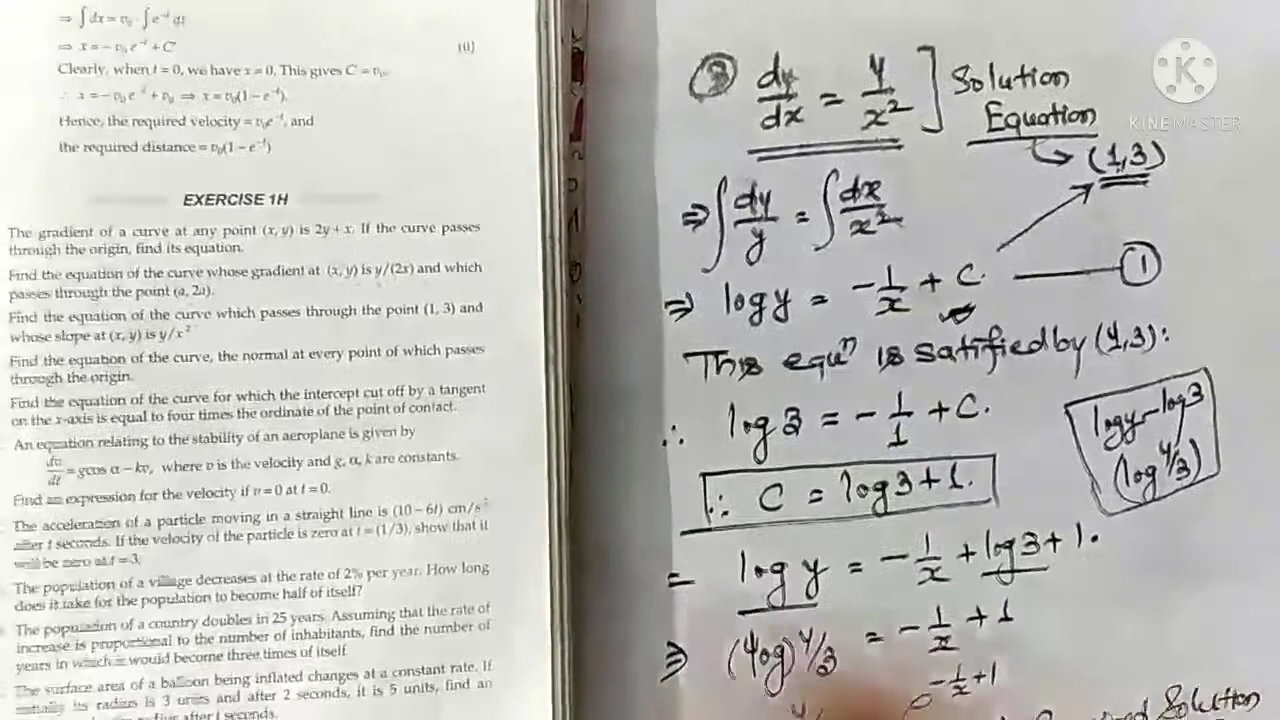 ⇒ ∫dx = v₀ · ∫e⁻ᵗ dt
⇒ x = − v₀ e⁻ᵗ + C
(ii)
Clearly, when t = 0, we have x = 0. This gives C = v₀.
∴ x = − v₀ e⁻ᵗ + v₀ ⇒ x = v₀(1 − e⁻ᵗ).
Hence, the required velocity = v₀e⁻ᵗ, and
the required distance = v₀(1 − e⁻ᵗ)
EXERCISE 1H
The gradient of a curve at any point (x, y) is 2y + x. If the curve passes
through the origin, find its equation.
Find the equation of the curve whose gradient at (x, y) is y/(2x) and which
passes through the point (a, 2a).
Find the equation of the curve which passes through the point (1, 3) and
whose slope at (x, y) is y/x²
Find the equation of the curve, the normal at every point of which passes
through the origin.
Find the equation of the curve for which the intercept cut off by a tangent
on the x-axis is equal to four times the ordinate of the point of contact.
An equation relating to the stability of an aeroplane is given by
dv/dt = g cos α − kv, where v is the velocity and g, α, k are constants.
Find an expression for the velocity if v = 0 at t = 0.
The acceleration of a particle moving in a straight line is (10 − 6t) cm/s²
after t seconds. If the velocity of the particle is zero at t = (1/3), show that it
will be zero at t = 3.
The population of a village decreases at the rate of 2% per year. How long
does it take for the population to become half of itself?
The population of a country doubles in 25 years. Assuming that the rate of
increase is proportional to the number of inhabitants, find the number of
years in which it would become three times of itself
The surface area of a balloon being inflated changes at a constant rate. If
initially its radius is 3 units and after 2 seconds, it is 5 units, find an
after t seconds.
③ dy/dx = y/x² ] Solution
Equation
↪ (1,3)
⇒ ∫dy/y = ∫dx/x²
⇒ log y = −1/x + C. — ①
This equⁿ is satified by (1,3):
∴ log 3 = −1/1 + C.
∴ C = log3 + 1.
log y − log 3
(log y/3)
= log y = −1/x + log 3 + 1.
⇒ (log) y/3 = −1/x + 1
e −1/x + 1
Solution
K
KINEMASTER